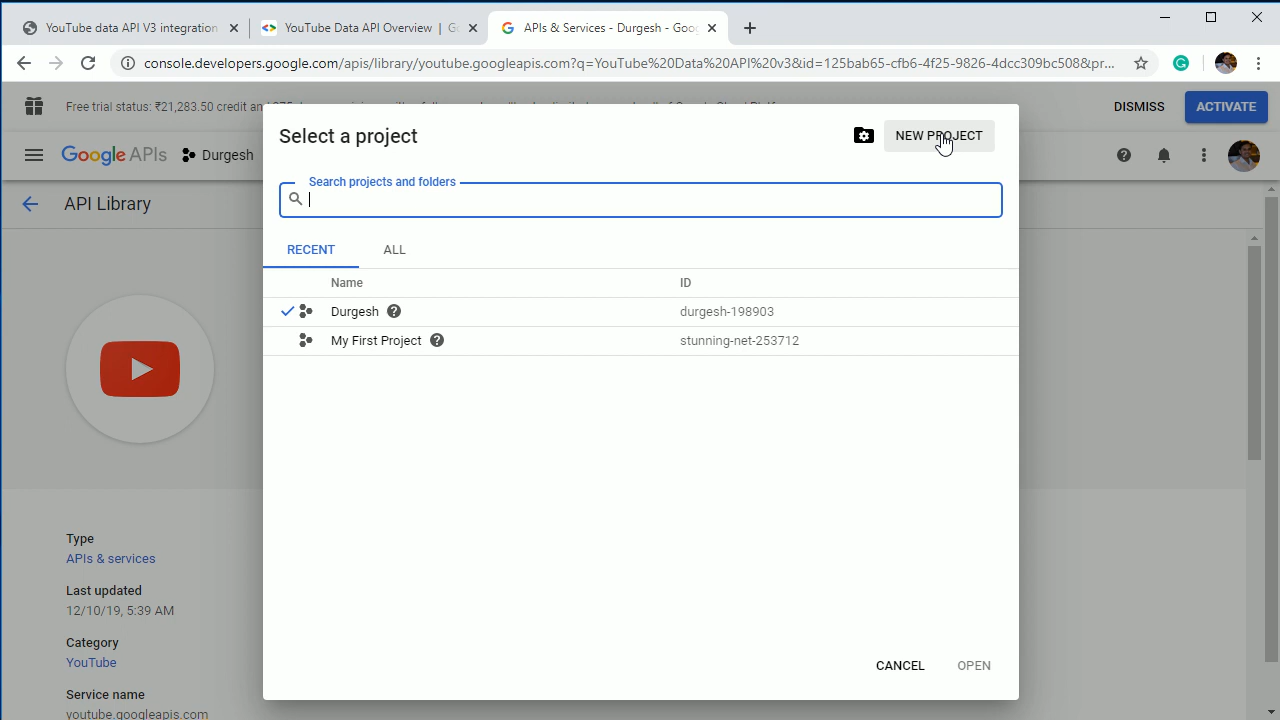 YouTube data API V3 integration
YouTube Data API Overview | Go
APIs & Services - Durgesh - Goo
console.developers.google.com/apis/library/youtube.googleapis.com?q=YouTube%20Data%20API%20v3&id=125bab65-cfb6-4f25-9826-4dcc309bc508&pr...
Free trial status: ₹21,283.50 credit an
DISMISS
ACTIVATE
Google APIs
Durgesh
API Library
Select a project
NEW PROJECT
Search projects and folders
RECENT
ALL
Name
ID
Durgesh
durgesh-198903
My First Project
stunning-net-253712
CANCEL
OPEN
Type
APIs & services
Last updated
12/10/19, 5:39 AM
Category
YouTube
Service name
youtube.googleapis.com